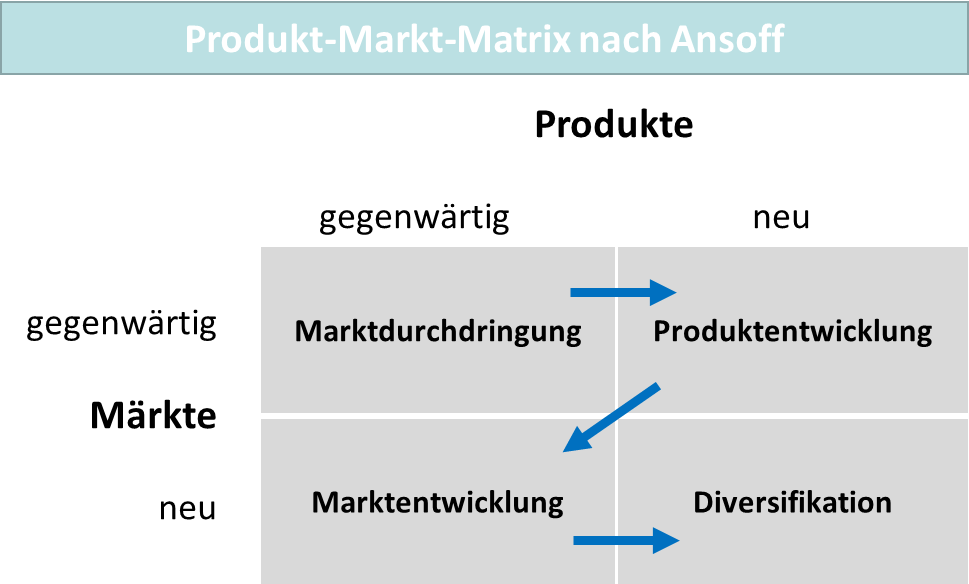 Produkt-Markt-Matrix nach Ansoff
Produkte
gegenwärtig neu
gegenwärtig
Marktdurchdringung Produktentwicklung
Märkte
neu
Marktentwicklung Diversifikation